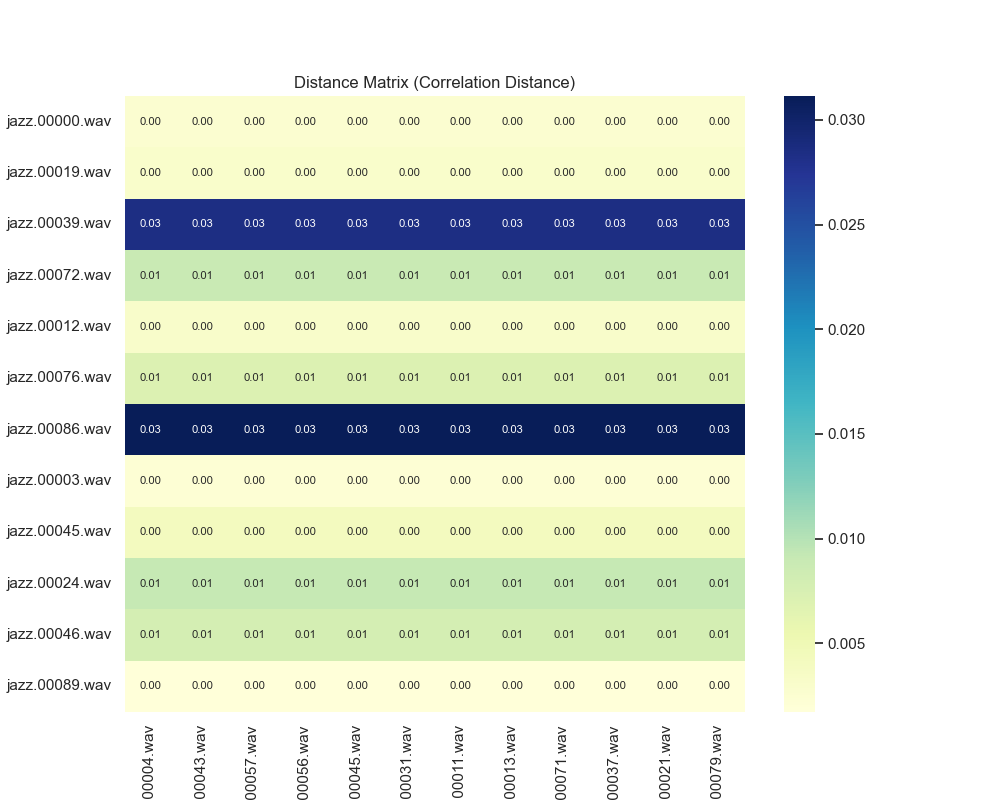 Distance Matrix (Correlation Distance)
jazz.00000.wav 0.00 0.00 0.00 0.00 0.00 0.00 0.00 0.00 0.00 0.00 0.00 0.00 0.030
jazz.00019.wav 0.00 0.00 0.00 0.00 0.00 0.00 0.00 0.00 0.00 0.00 0.00 0.00
jazz.00039.wav 0.03 0.03 0.03 0.03 0.03 0.03 0.03 0.03 0.03 0.03 0.03 0.03 0.025
jazz.00072.wav 0.01 0.01 0.01 0.01 0.01 0.01 0.01 0.01 0.01 0.01 0.01 0.01
jazz.00012.wav 0.00 0.00 0.00 0.00 0.00 0.00 0.00 0.00 0.00 0.00 0.00 0.00 0.020
jazz.00076.wav 0.01 0.01 0.01 0.01 0.01 0.01 0.01 0.01 0.01 0.01 0.01 0.01
jazz.00086.wav 0.03 0.03 0.03 0.03 0.03 0.03 0.03 0.03 0.03 0.03 0.03 0.03 0.015
jazz.00003.wav 0.00 0.00 0.00 0.00 0.00 0.00 0.00 0.00 0.00 0.00 0.00 0.00
jazz.00045.wav 0.00 0.00 0.00 0.00 0.00 0.00 0.00 0.00 0.00 0.00 0.00 0.00 0.010
jazz.00024.wav 0.01 0.01 0.01 0.01 0.01 0.01 0.01 0.01 0.01 0.01 0.01 0.01
jazz.00046.wav 0.01 0.01 0.01 0.01 0.01 0.01 0.01 0.01 0.01 0.01 0.01 0.01 0.005
jazz.00089.wav 0.00 0.00 0.00 0.00 0.00 0.00 0.00 0.00 0.00 0.00 0.00 0.00
00004.wav
00043.wav
00057.wav
00056.wav
00045.wav
00031.wav
00011.wav
00013.wav
00071.wav
00037.wav
00021.wav
00079.wav